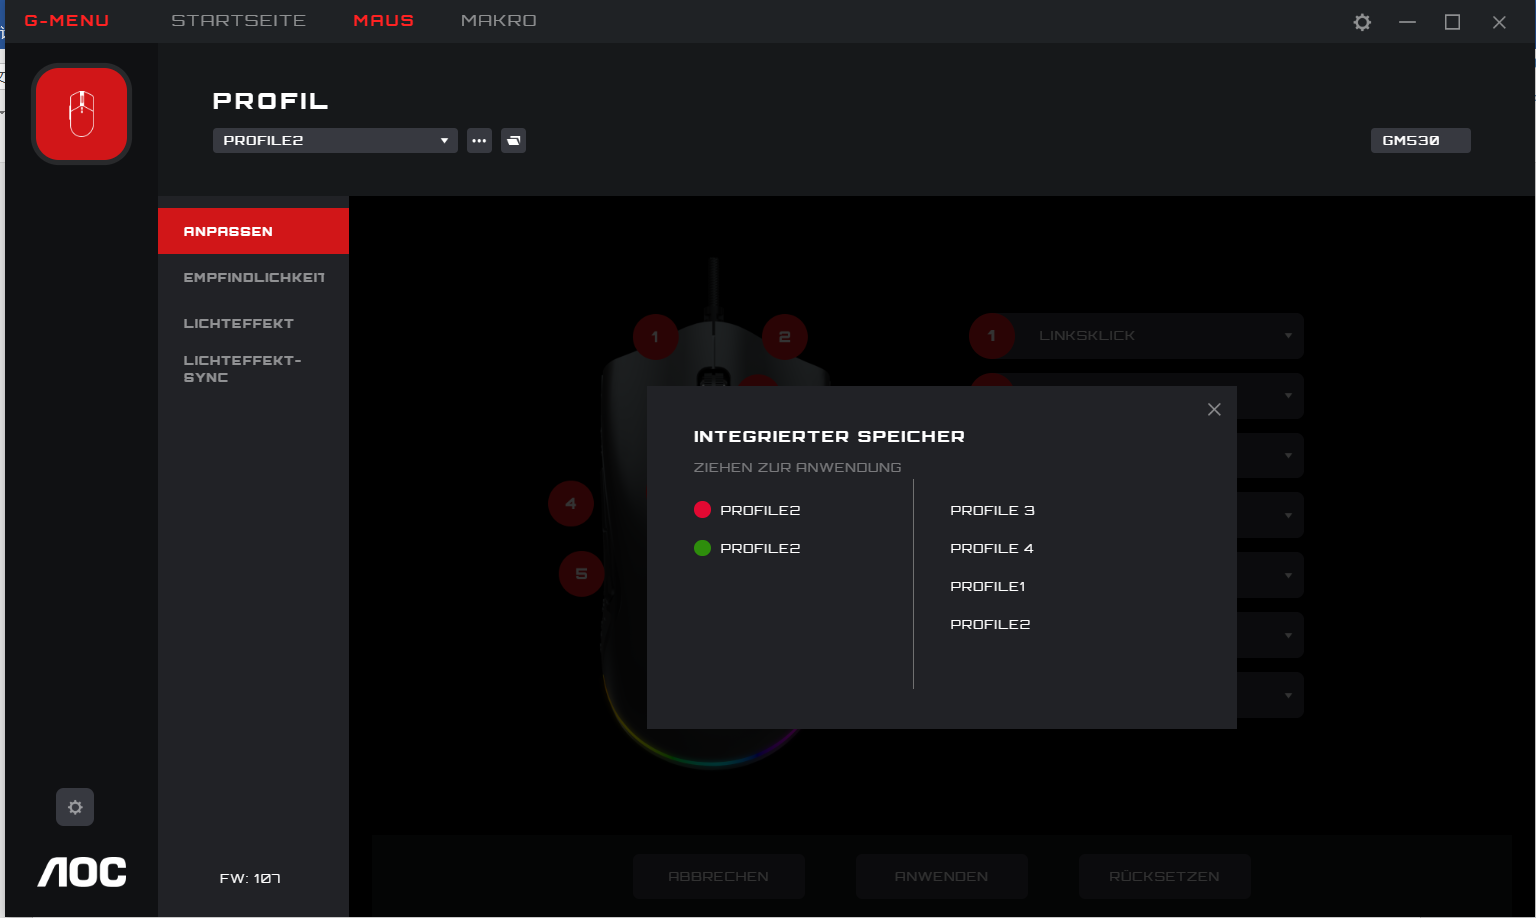 G-MENU STARTSEITE MAUS MAKRO
PROFIL
PROFILE2
GM530
ANPASSEN
EMPFINDLICHKEIT
LICHTEFFEKT
LICHTEFFEKT-
SYNC
1
2
1 LINKSKLICK
4
5
INTEGRIERTER SPEICHER
ZIEHEN ZUR ANWENDUNG
PROFILE2
PROFILE2
PROFILE 3
PROFILE 4
PROFILE1
PROFILE2
AOC
FW: 107
ABBRECHEN
ANWENDEN
RÜCKSETZEN